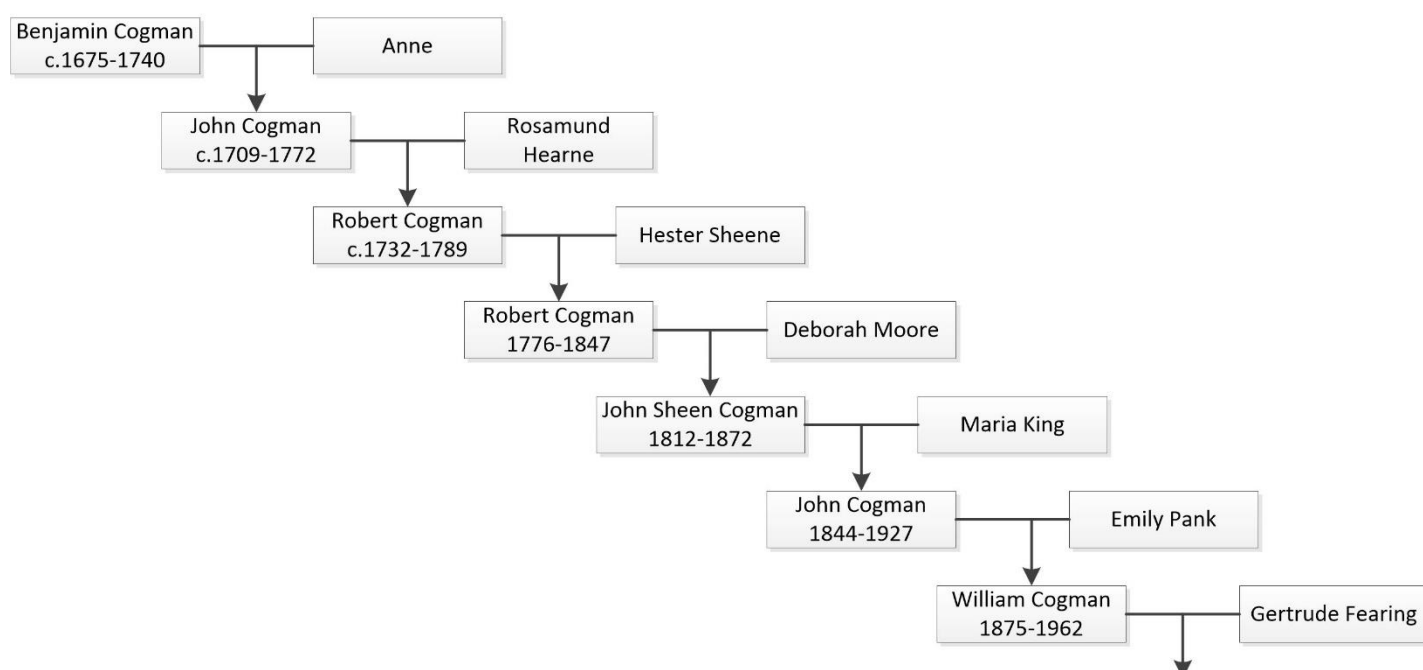 Benjamin Cogman
c.1675-1740
Anne
John Cogman
c.1709-1772
Rosamund
Hearne
Robert Cogman
c.1732-1789
Hester Sheene
Robert Cogman
1776-1847
Deborah Moore
John Sheen Cogman
1812-1872
Maria King
John Cogman
1844-1927
Emily Pank
William Cogman
1875-1962
Gertrude Fearing